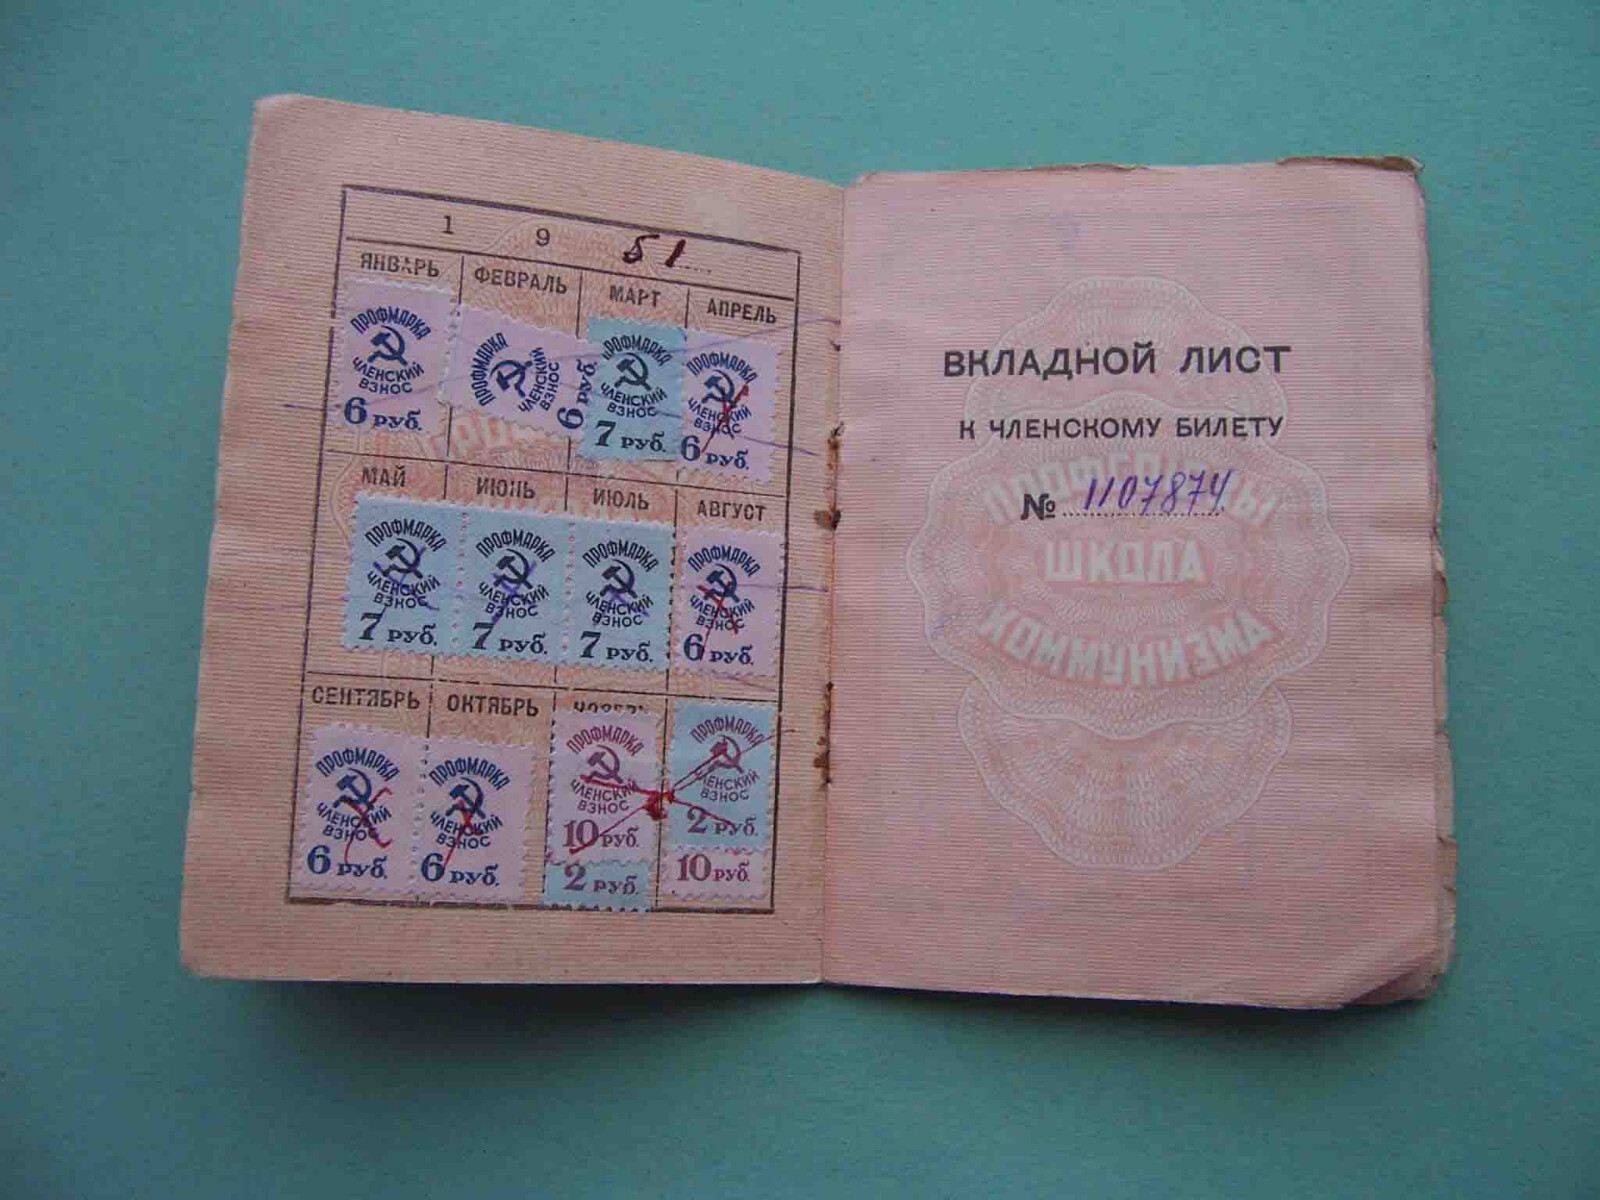 1 9 51
ЯНВАРЬ ФЕВРАЛЬ МАРТ АПРЕЛЬ
ПРОФМАРКА
ЧЛЕНСКИЙ
ВЗНОС
6 руб.
ПРОФМАРКА
ЧЛЕНСКИЙ
ВЗНОС
6 руб.
РОФМАРКА
ЧЛЕНСКИЙ
ВЗНОС
7 руб.
ПРОФМАРКА
ЧЛЕНСКИЙ
ВЗНОС
6 руб.
МАЙ ИЮНЬ ИЮЛЬ АВГУСТ
ПРОФМАРКА
ЧЛЕНСКИЙ
ВЗНОС
7 руб.
ПРОФМАРКА
ЧЛЕНСКИЙ
ВЗНОС
7 руб.
ПРОФМАРКА
ЧЛЕНСКИЙ
ВЗНОС
7 руб.
ПРОФМАРКА
ЧЛЕНСКИЙ
ВЗНОС
6 руб.
СЕНТЯБРЬ ОКТЯБРЬ НОЯБРЬ
ПРОФМАРКА
ЧЛЕНСКИЙ
ВЗНОС
6 руб.
ПРОФМАРКА
ЧЛЕНСКИЙ
ВЗНОС
6 руб.
ПРОФМАРКА
ЧЛЕНСКИЙ
ВЗНОС
10 руб.
2 руб.
ПРОФМАРКА
ЧЛЕНСКИЙ
ВЗНОС
2 руб.
10 руб.
ВКЛАДНОЙ ЛИСТ
К ЧЛЕНСКОМУ БИЛЕТУ
№ 1107874
ПРОФСОЮЗЫ
ШКОЛА
КОММУНИЗМА